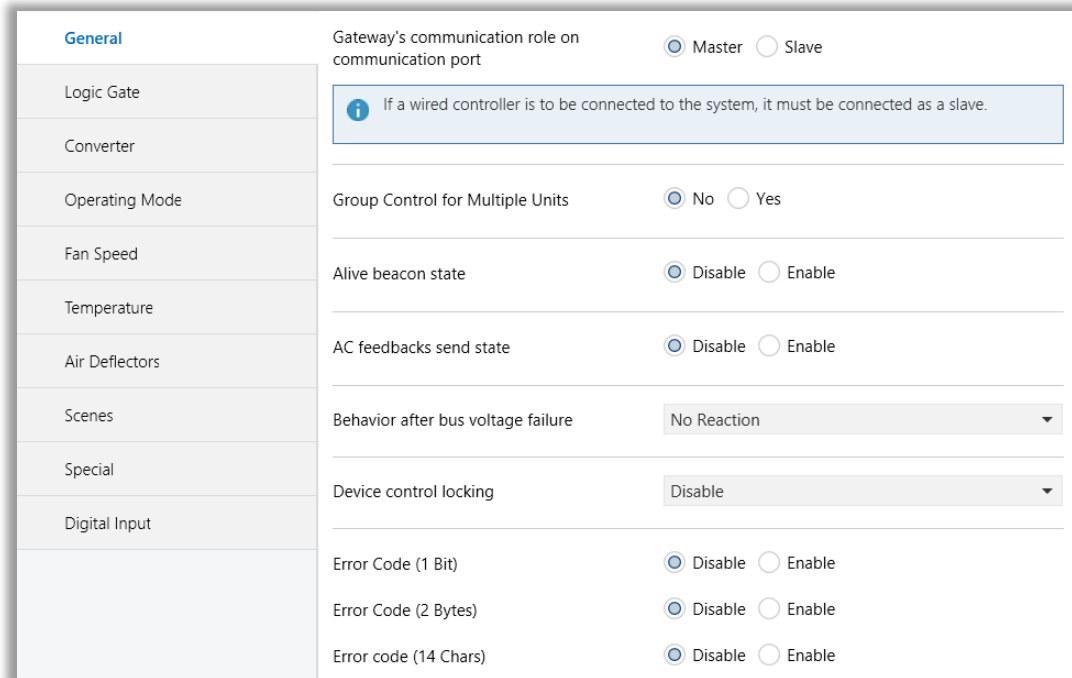 General
Logic Gate
Converter
Operating Mode
Fan Speed
Temperature
Air Deflectors
Scenes
Special
Digital Input
Gateway's communication role on
communication port
Master Slave
If a wired controller is to be connected to the system, it must be connected as a slave.
Group Control for Multiple Units
No Yes
Alive beacon state
Disable Enable
AC feedbacks send state
Disable Enable
Behavior after bus voltage failure
No Reaction
Device control locking
Disable
Error Code (1 Bit)
Disable Enable
Error Code (2 Bytes)
Disable Enable
Error code (14 Chars)
Disable Enable